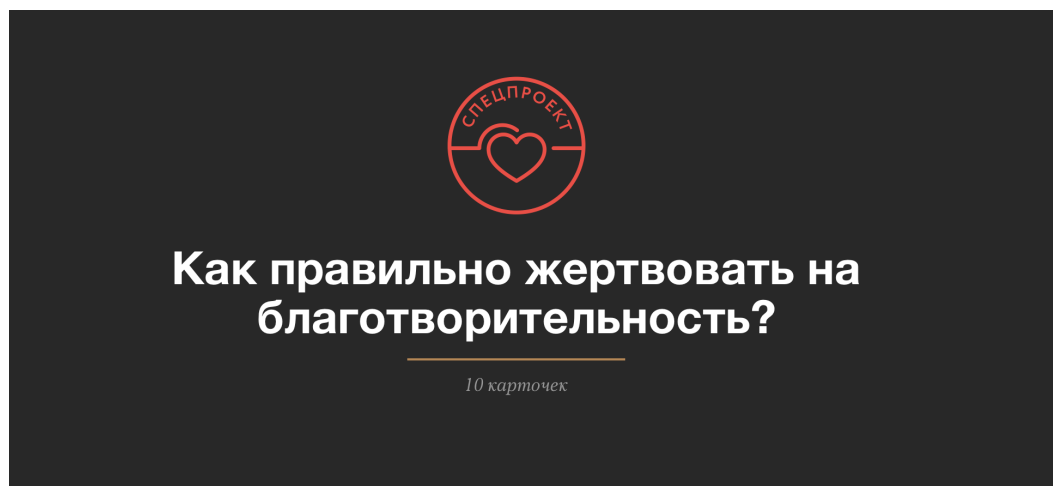 СПЕЦПРОЕКТ
Как правильно жертвовать на
благотворительность?
10 карточек